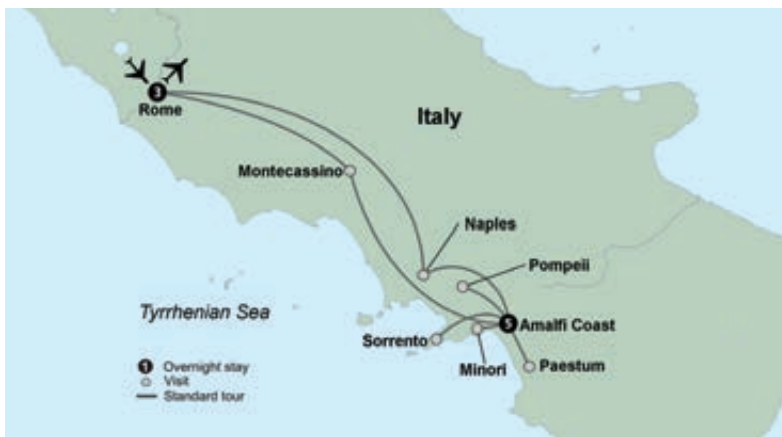 3
Rome
Italy
Montecassino
Naples
Pompeii
Tyrrhenian Sea
5 Amalfi Coast
Sorrento
Minori
Paestum
1 Overnight stay
Visit
Standard tour